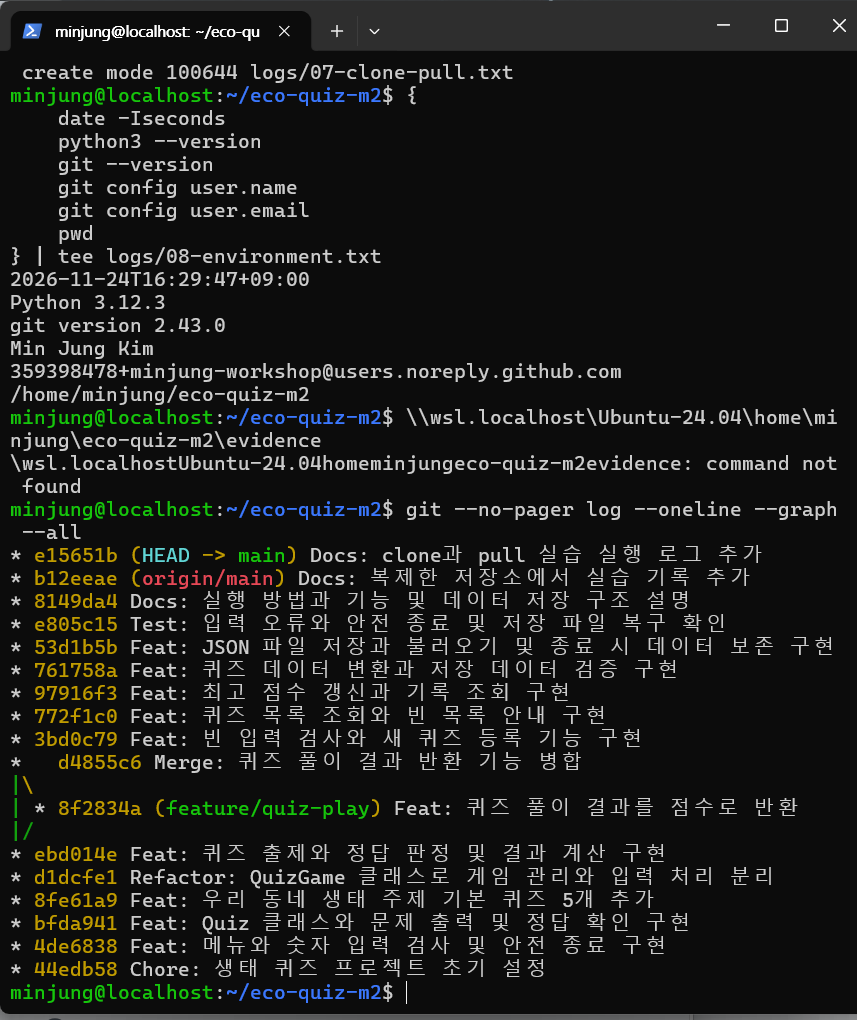 minjung@localhost: ~/eco-qu
create mode 100644 logs/07-clone-pull.txt
minjung@localhost:~/eco-quiz-m2$ {
    date -Iseconds
    python3 --version
    git --version
    git config user.name
    git config user.email
    pwd
} | tee logs/08-environment.txt
2026-11-24T16:29:47+09:00
Python 3.12.3
git version 2.43.0
Min Jung Kim
359398478+minjung-workshop@users.noreply.github.com
/home/minjung/eco-quiz-m2
minjung@localhost:~/eco-quiz-m2$ \\wsl.localhost\Ubuntu-24.04\home\mi
njung\eco-quiz-m2\evidence
\wsl.localhostUbuntu-24.04homeminjungeco-quiz-m2evidence: command not
 found
minjung@localhost:~/eco-quiz-m2$ git --no-pager log --oneline --graph
 --all
* e15651b (HEAD -> main) Docs: clone과 pull 실습 실행 로그 추가
* b12eeae (origin/main) Docs: 복제한 저장소에서 실습 기록 추가
* 8149da4 Docs: 실행 방법과 기능 및 데이터 저장 구조 설명
* e805c15 Test: 입력 오류와 안전 종료 및 저장 파일 복구 확인
* 53d1b5b Feat: JSON 파일 저장과 불러오기 및 종료 시 데이터 보존 구현
* 761758a Feat: 퀴즈 데이터 변환과 저장 데이터 검증 구현
* 97916f3 Feat: 최고 점수 갱신과 기록 조회 구현
* 772f1c0 Feat: 퀴즈 목록 조회와 빈 목록 안내 구현
* 3bd0c79 Feat: 빈 입력 검사와 새 퀴즈 등록 기능 구현
*   d4855c6 Merge: 퀴즈 풀이 결과 반환 기능 병합
|\
| * 8f2834a (feature/quiz-play) Feat: 퀴즈 풀이 결과를 점수로 반환
|/
* ebd014e Feat: 퀴즈 출제와 정답 판정 및 결과 계산 구현
* d1dcfe1 Refactor: QuizGame 클래스로 게임 관리와 입력 처리 분리
* 8fe61a9 Feat: 우리 동네 생태 주제 기본 퀴즈 5개 추가
* bfda941 Feat: Quiz 클래스와 문제 출력 및 정답 확인 구현
* 4de6838 Feat: 메뉴와 숫자 입력 검사 및 안전 종료 구현
* 44edb58 Chore: 생태 퀴즈 프로젝트 초기 설정
minjung@localhost:~/eco-quiz-m2$